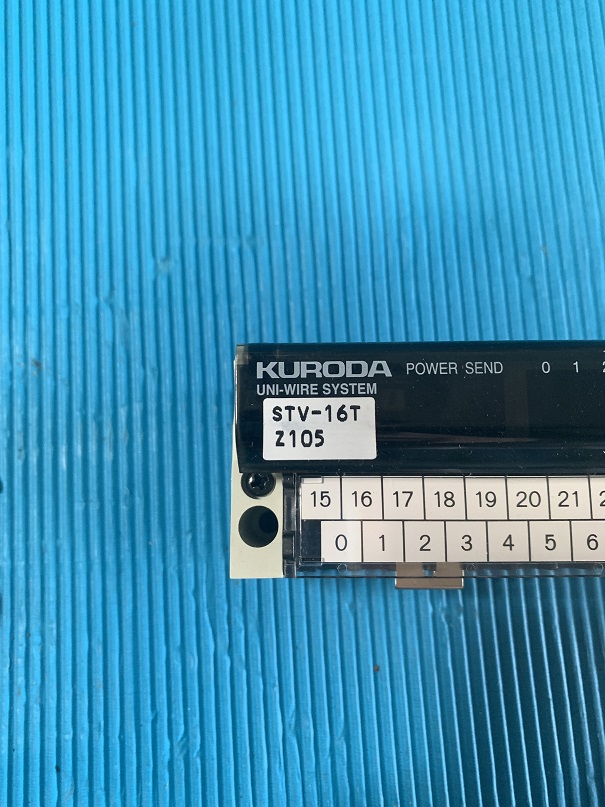 KURODA POWER SEND 0 1 2
UNI-WIRE SYSTEM
STV-16T
Z105
15 16 17 18 19 20 21
0 1 2 3 4 5 6